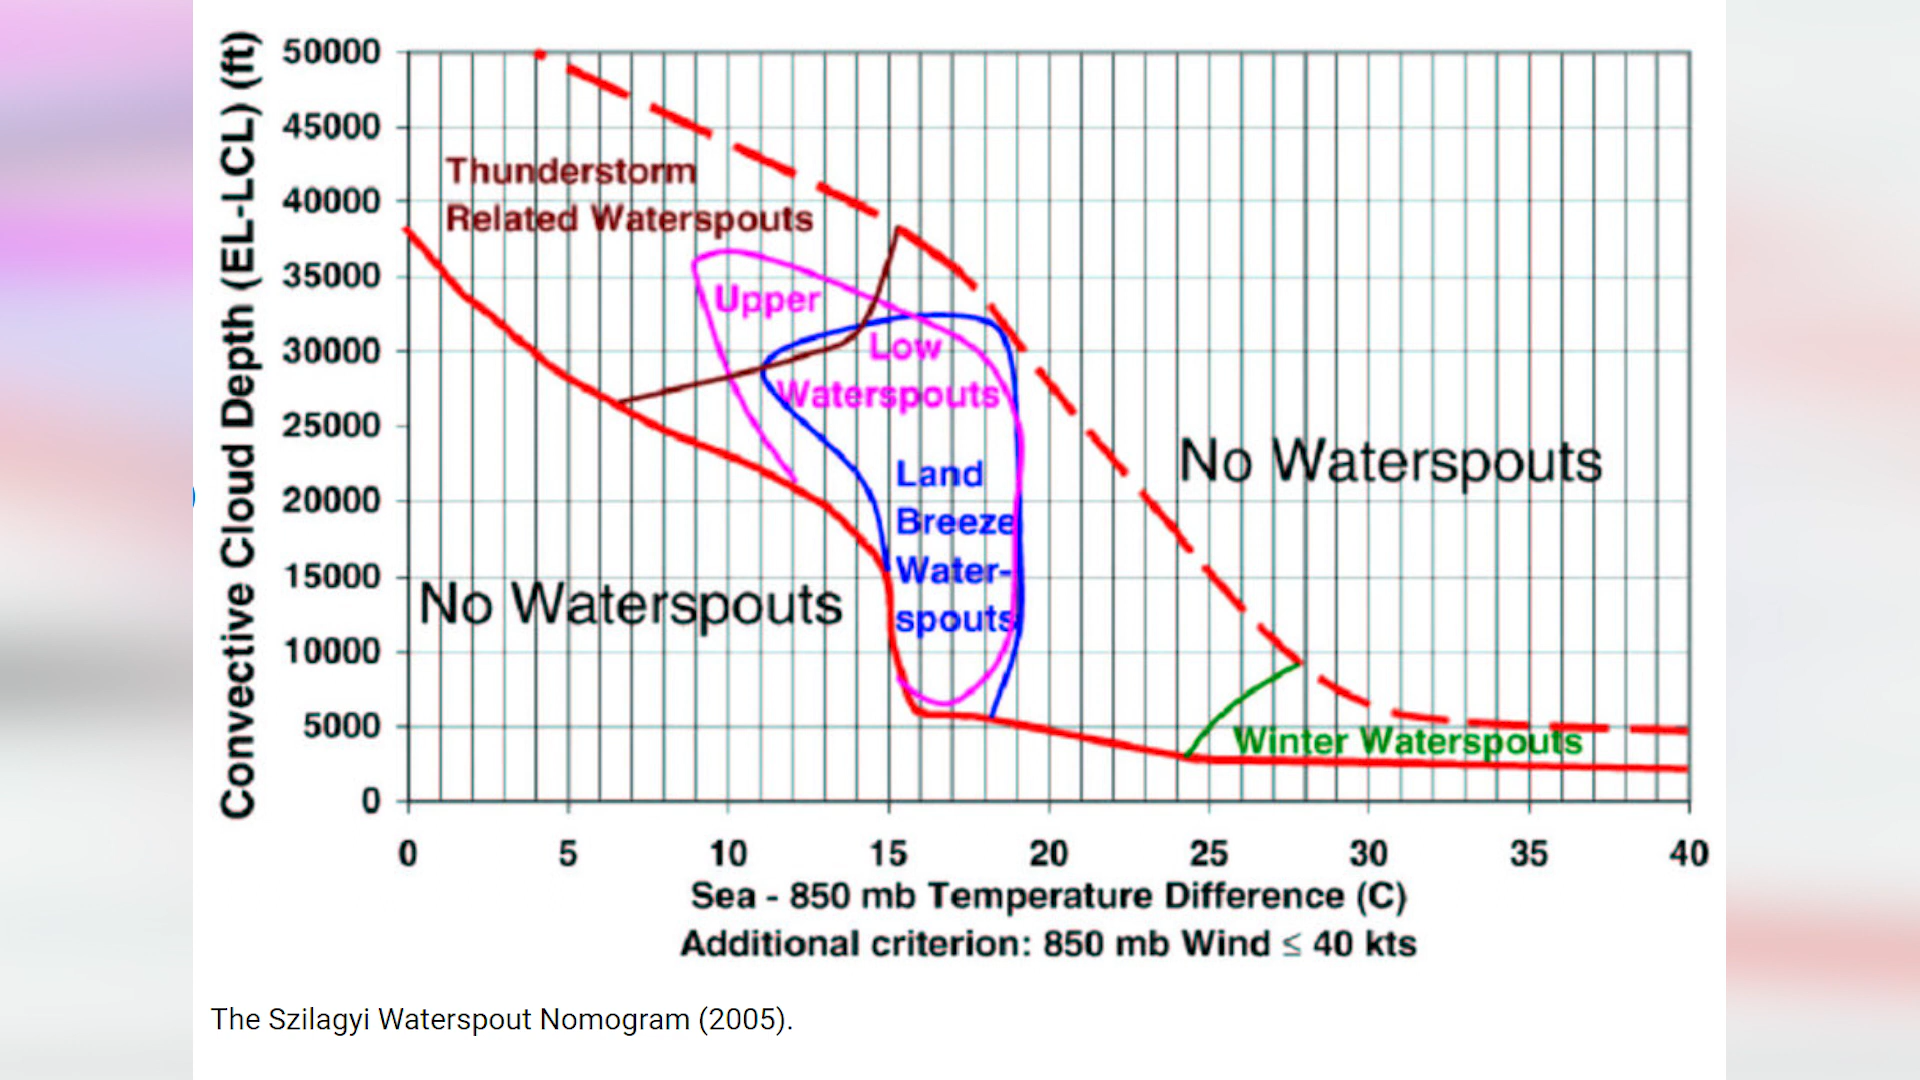 Convective Cloud Depth (EL-LCL) (ft)
50000
45000
40000
35000
30000
25000
20000
15000
10000
5000
0
Thunderstorm
Related Waterspouts
Upper
Low
Waterspouts
Land
Breeze
Water-
spouts
No Waterspouts
No Waterspouts
Winter Waterspouts
0 5 10 15 20 25 30 35 40
Sea - 850 mb Temperature Difference (C)
Additional criterion: 850 mb Wind ≤ 40 kts
The Szilagyi Waterspout Nomogram (2005).